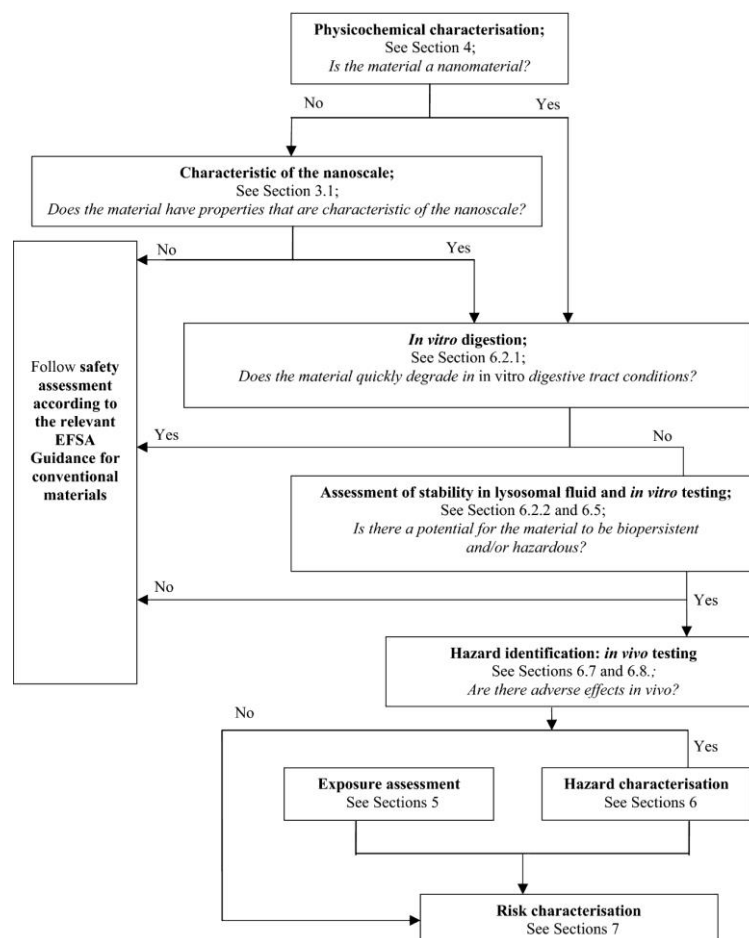 Physicochemical characterisation;
See Section 4;
Is the material a nanomaterial?
No
Yes
Characteristic of the nanoscale;
See Section 3.1;
Does the material have properties that are characteristic of the nanoscale?
No
Yes
In vitro digestion;
See Section 6.2.1;
Does the material quickly degrade in in vitro digestive tract conditions?
Follow safety
assessment
according to
the relevant
EFSA
Guidance for
conventional
materials
Yes
No
Assessment of stability in lysosomal fluid and in vitro testing;
See Section 6.2.2 and 6.5;
Is there a potential for the material to be biopersistent
and/or hazardous?
No
Yes
Hazard identification: in vivo testing
See Sections 6.7 and 6.8.;
Are there adverse effects in vivo?
No
Yes
Exposure assessment
See Sections 5
Hazard characterisation
See Sections 6
Risk characterisation
See Sections 7